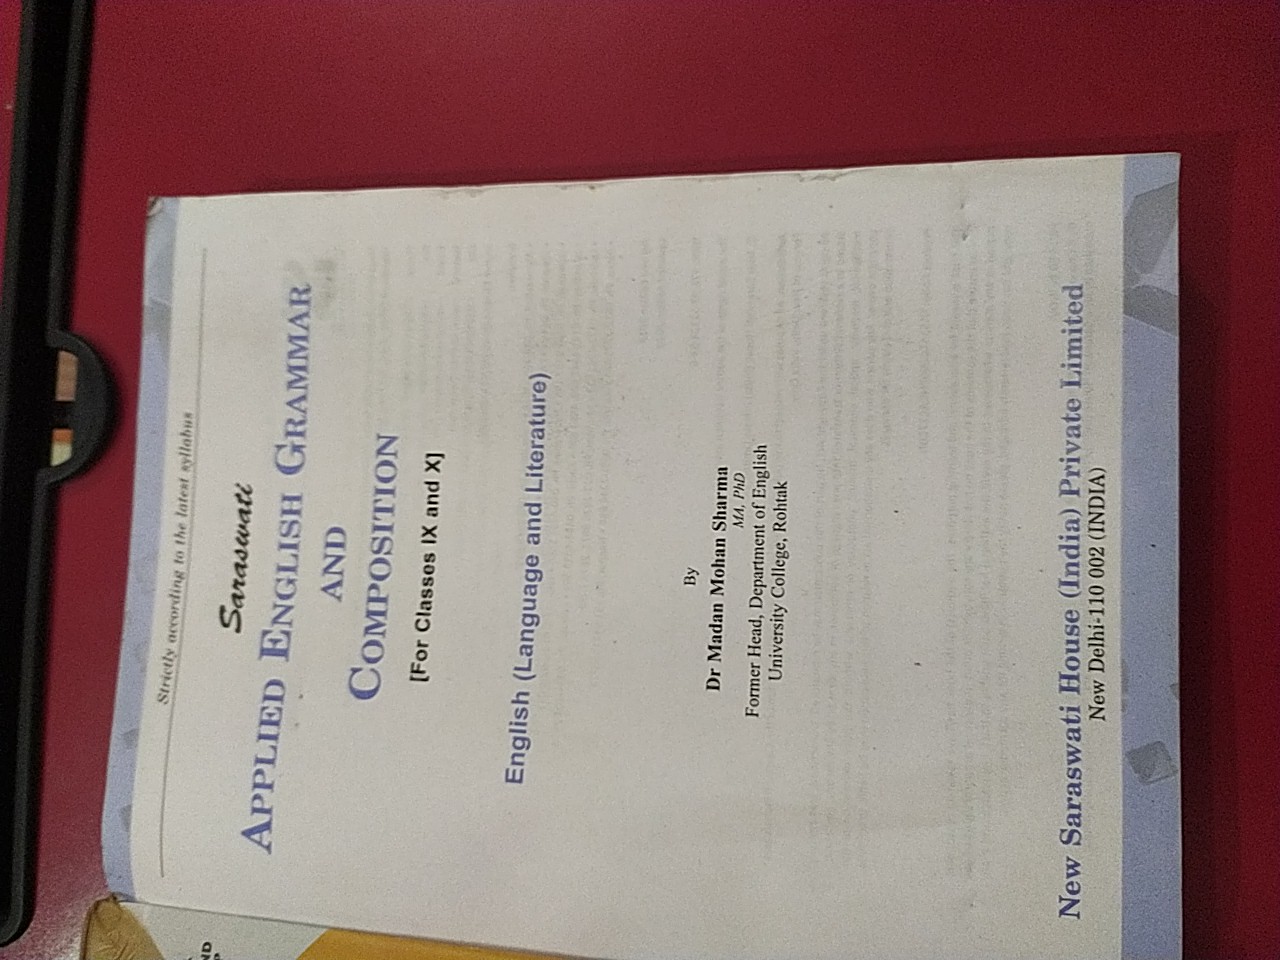 ND
P
Strictly according to the latest syllabus
Saraswati
APPLIED ENGLISH GRAMMAR
AND
COMPOSITION
[For Classes IX and X]
English (Language and Literature)
By
Dr Madan Mohan Sharma
MA, PhD
Former Head, Department of English
University College, Rohtak
New Saraswati House (India) Private Limited
New Delhi-110 002 (INDIA)